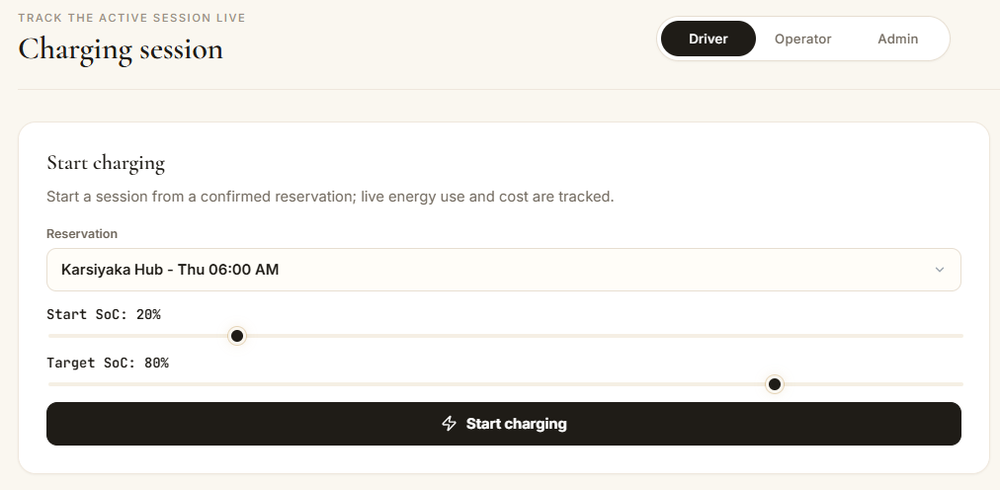 TRACK THE ACTIVE SESSION LIVE
Charging session
Driver Operator Admin
Start charging
Start a session from a confirmed reservation; live energy use and cost are tracked.
Reservation
Karsiyaka Hub - Thu 06:00 AM
Start SoC: 20%
Target SoC: 80%
Start charging